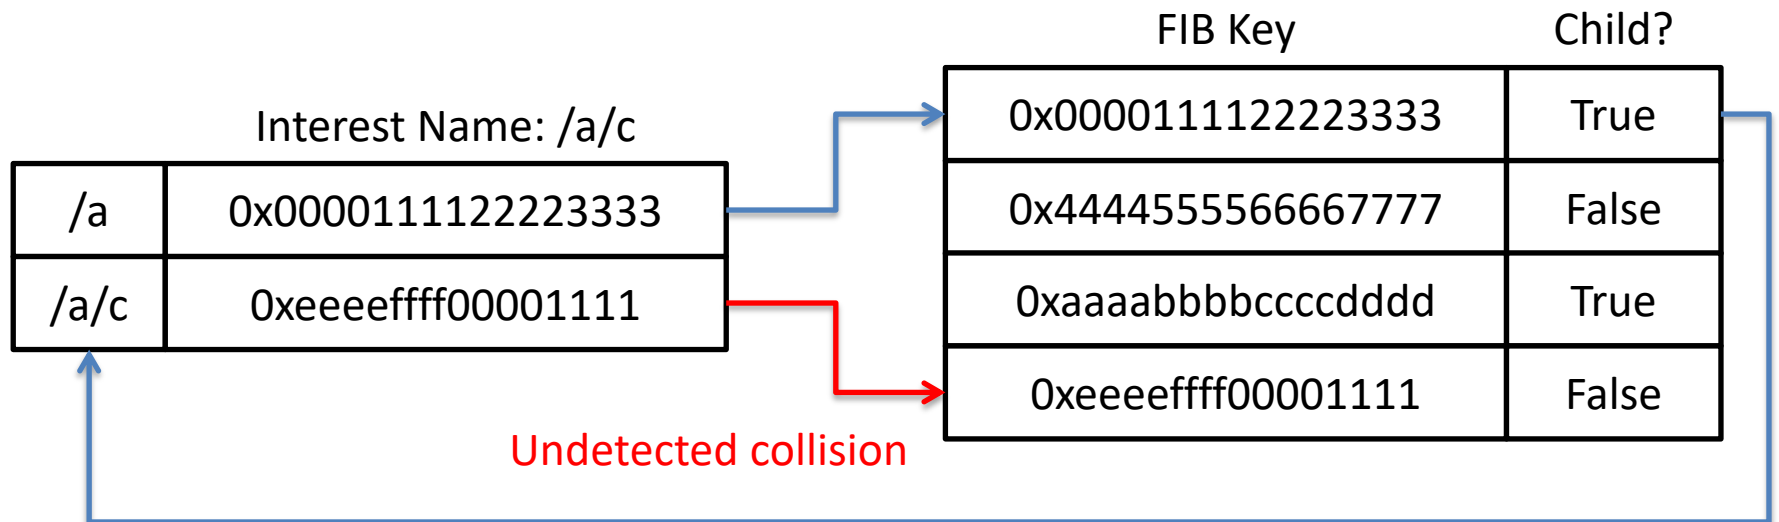 FIB Key Child?
Interest Name: /a/c
0x0000111122223333 True
/a 0x0000111122223333
0x4444555566667777 False
/a/c 0xeeeeffff00001111
0xaaaabbbbccccdddd True
0xeeeeffff00001111 False
Undetected collision